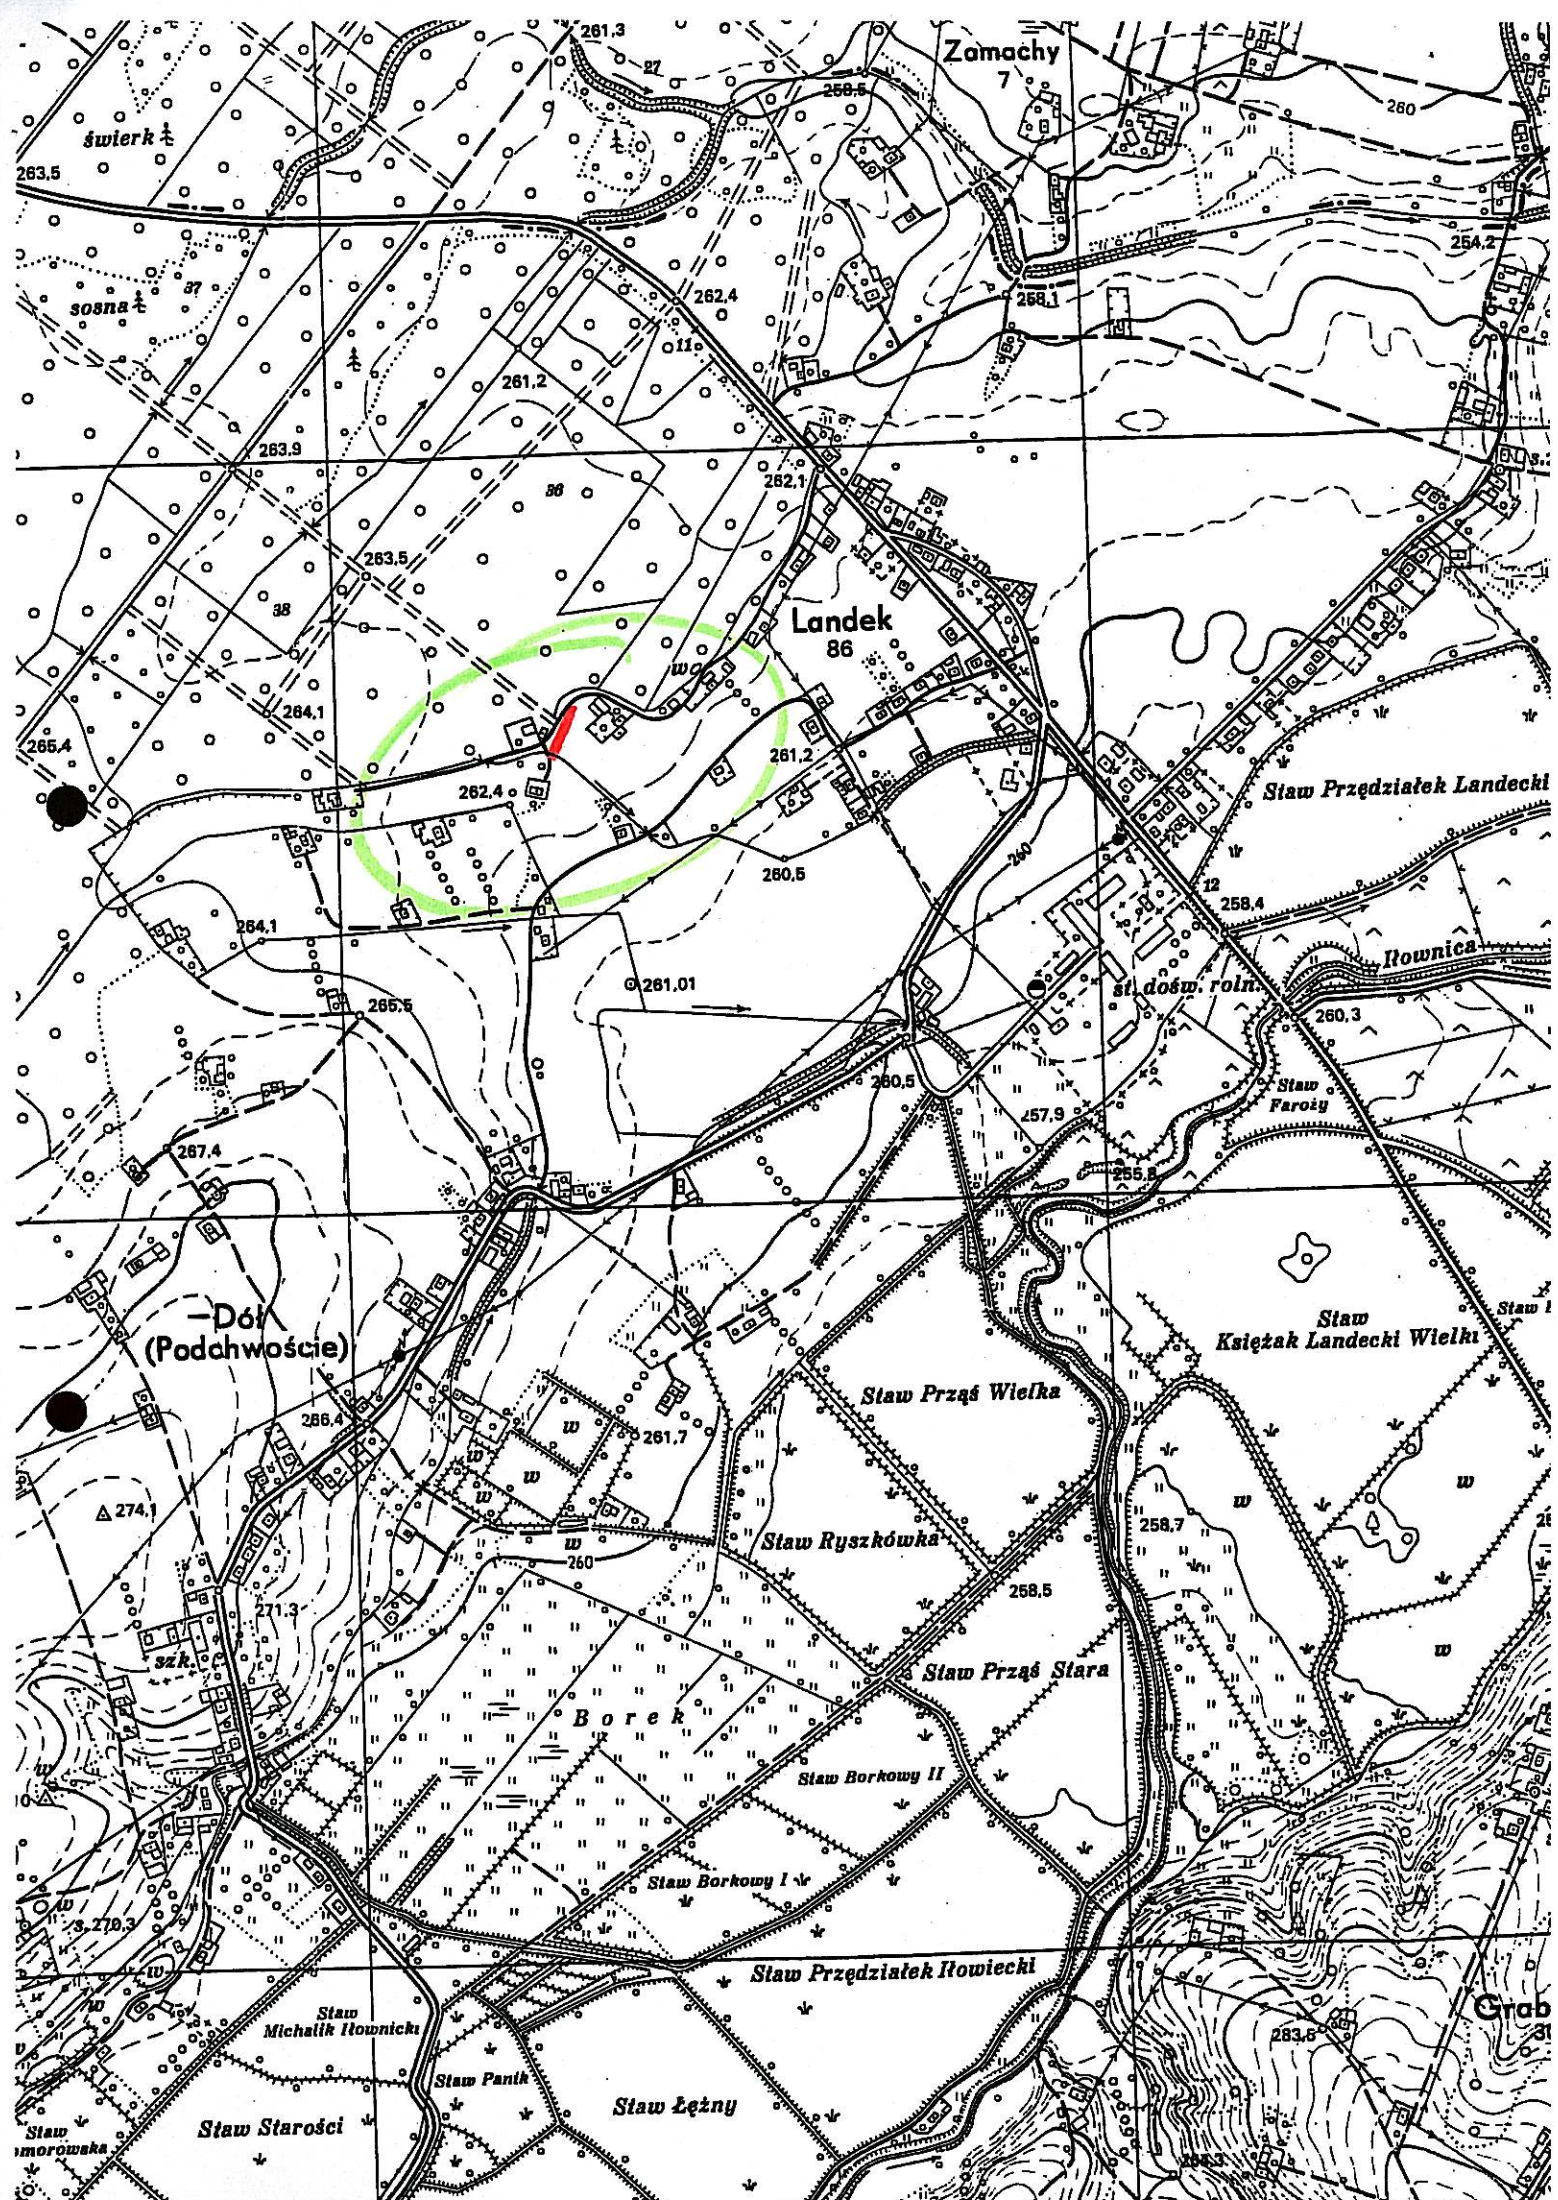 261,3
Zamachy
7
27
258,5
260
świerk
263,5
254,2
37
sosna
262,4
258,1
11
261,2
263,9
262,1
36
263,5
38
Landek
86
w
264,1
265,4
261,2
Staw Przędziałek Landecki
262,4
260
260,5
12
258,4
264,1
Iłownica
261,01
st. dośw. roln.
265,5
260,3
260,5
Staw
Faroży
257,9
267,4
255,8
Dół
(Podchwoście)
Staw
Księżak Landecki Wielki
Staw
Staw Prząś Wielka
266,4
261,7
w
w
w
w
w
w
274,1
258,7
Staw Ryszkówka
w
260
258,5
271,3
szk.
w
Staw Prząś Stara
Borek
Staw Borkowy II
w
Staw Borkowy I
w
s. 270,3
w
Staw Przędziałek Iłowiecki
w
Staw
Michalik Iłownicki
Grab
283,6
Staw Panik
Staw Łężny
Staw Starości
Staw
omorowska